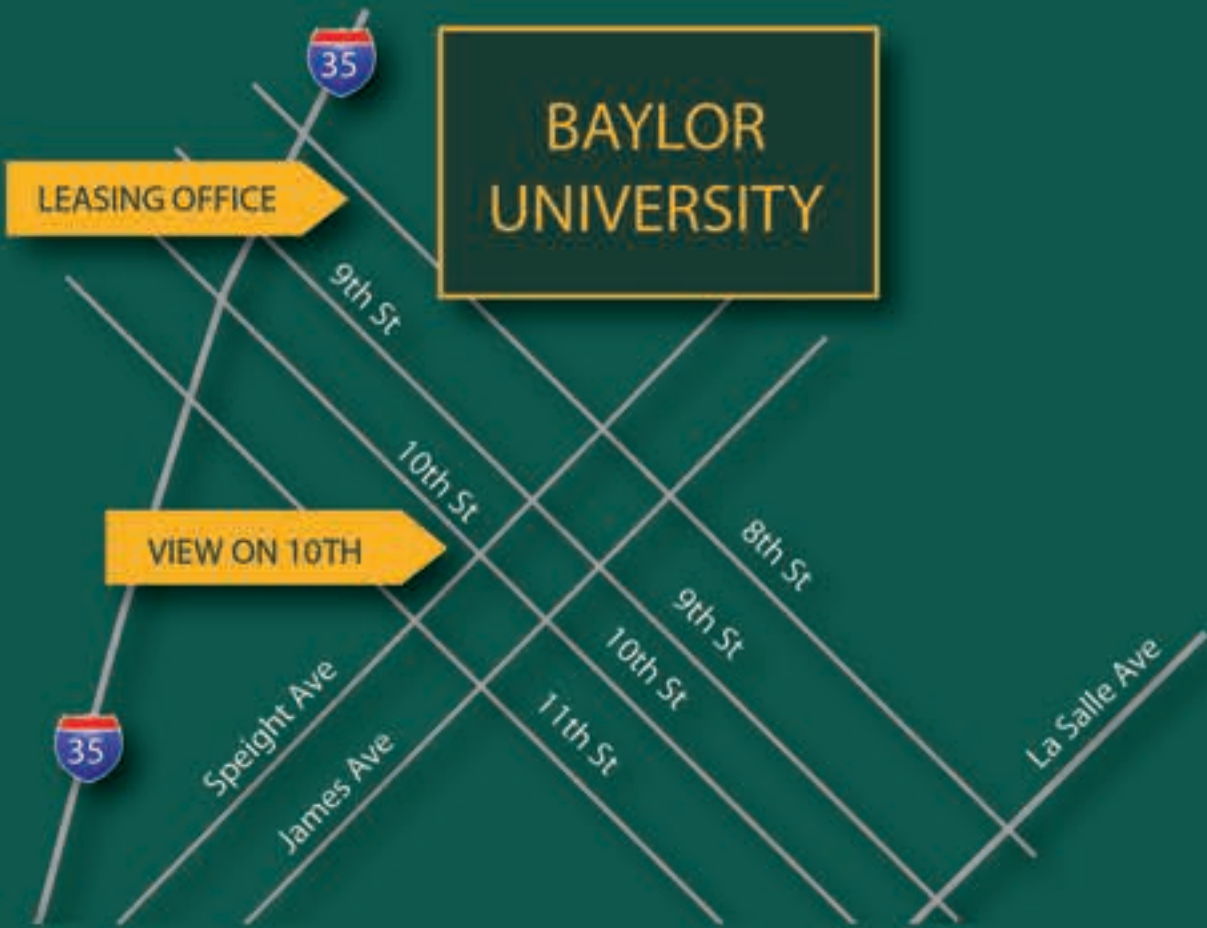 35
BAYLOR
UNIVERSITY
LEASING OFFICE
9th St
10th St
VIEW ON 10TH
8th St
9th St
10th St
11th St
La Salle Ave
Speight Ave
James Ave
35